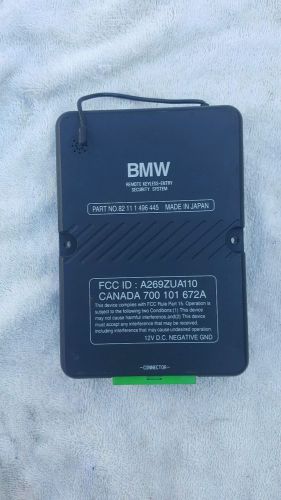 BMW
REMOTE KEYLESS-ENTRY
SECURITY SYSTEM
PART NO.82 11 1 496 445 MADE IN JAPAN
FCC ID : A269ZUA110
CANADA 700 101 672A
This device complies with FCC Rule Part 15. Operation is
subject to the following two Conditions:(1) This device
may not cause harmful interference,and(2) This device
must accept any interference that may be received,
including interference that may cause undesired operation.
12V D.C. NEGATIVE GND
-CONNECTOR-